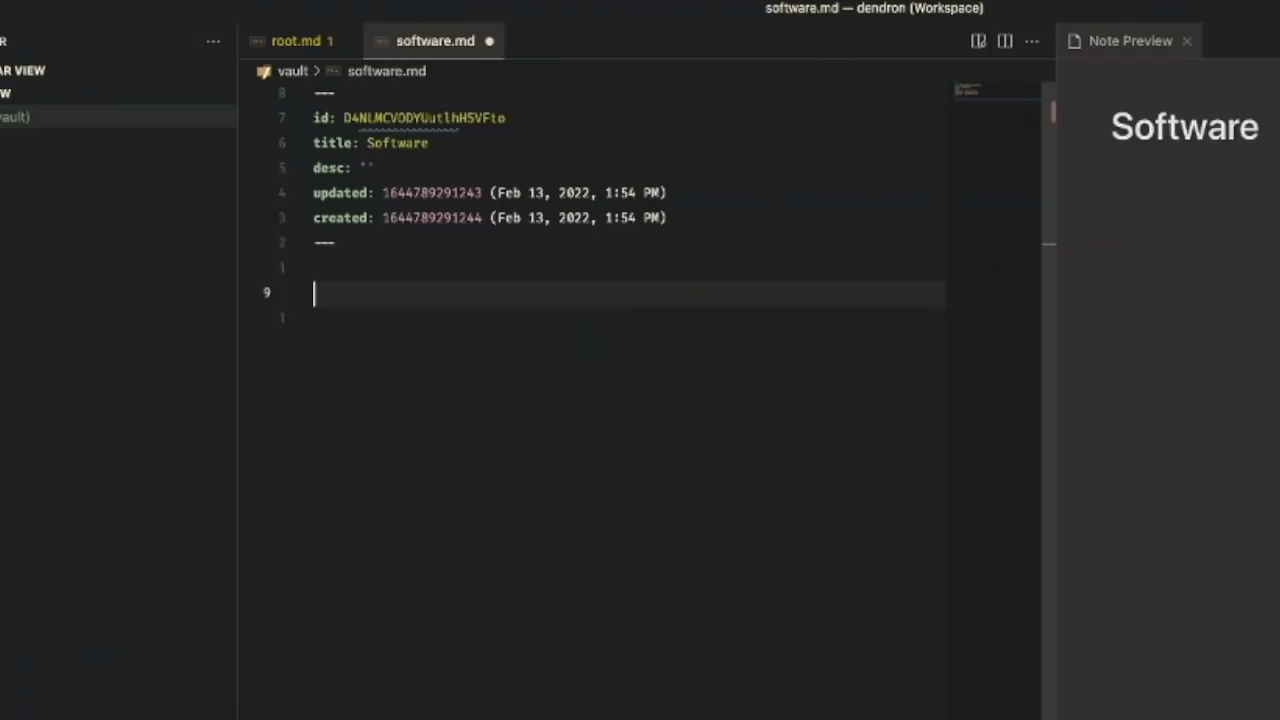 software.md — dendron (Workspace)
R
···
root.md 1
software.md ●
···
Note Preview ×
AR VIEW
W
vault)
vault > software.md
8 ---
7 id: D4NLMCVODYUutlhH5VFto
6 title: Software
5 desc: ''
4 updated: 1644789291243 (Feb 13, 2022, 1:54 PM)
3 created: 1644789291244 (Feb 13, 2022, 1:54 PM)
2 ---
1
9
1
Software